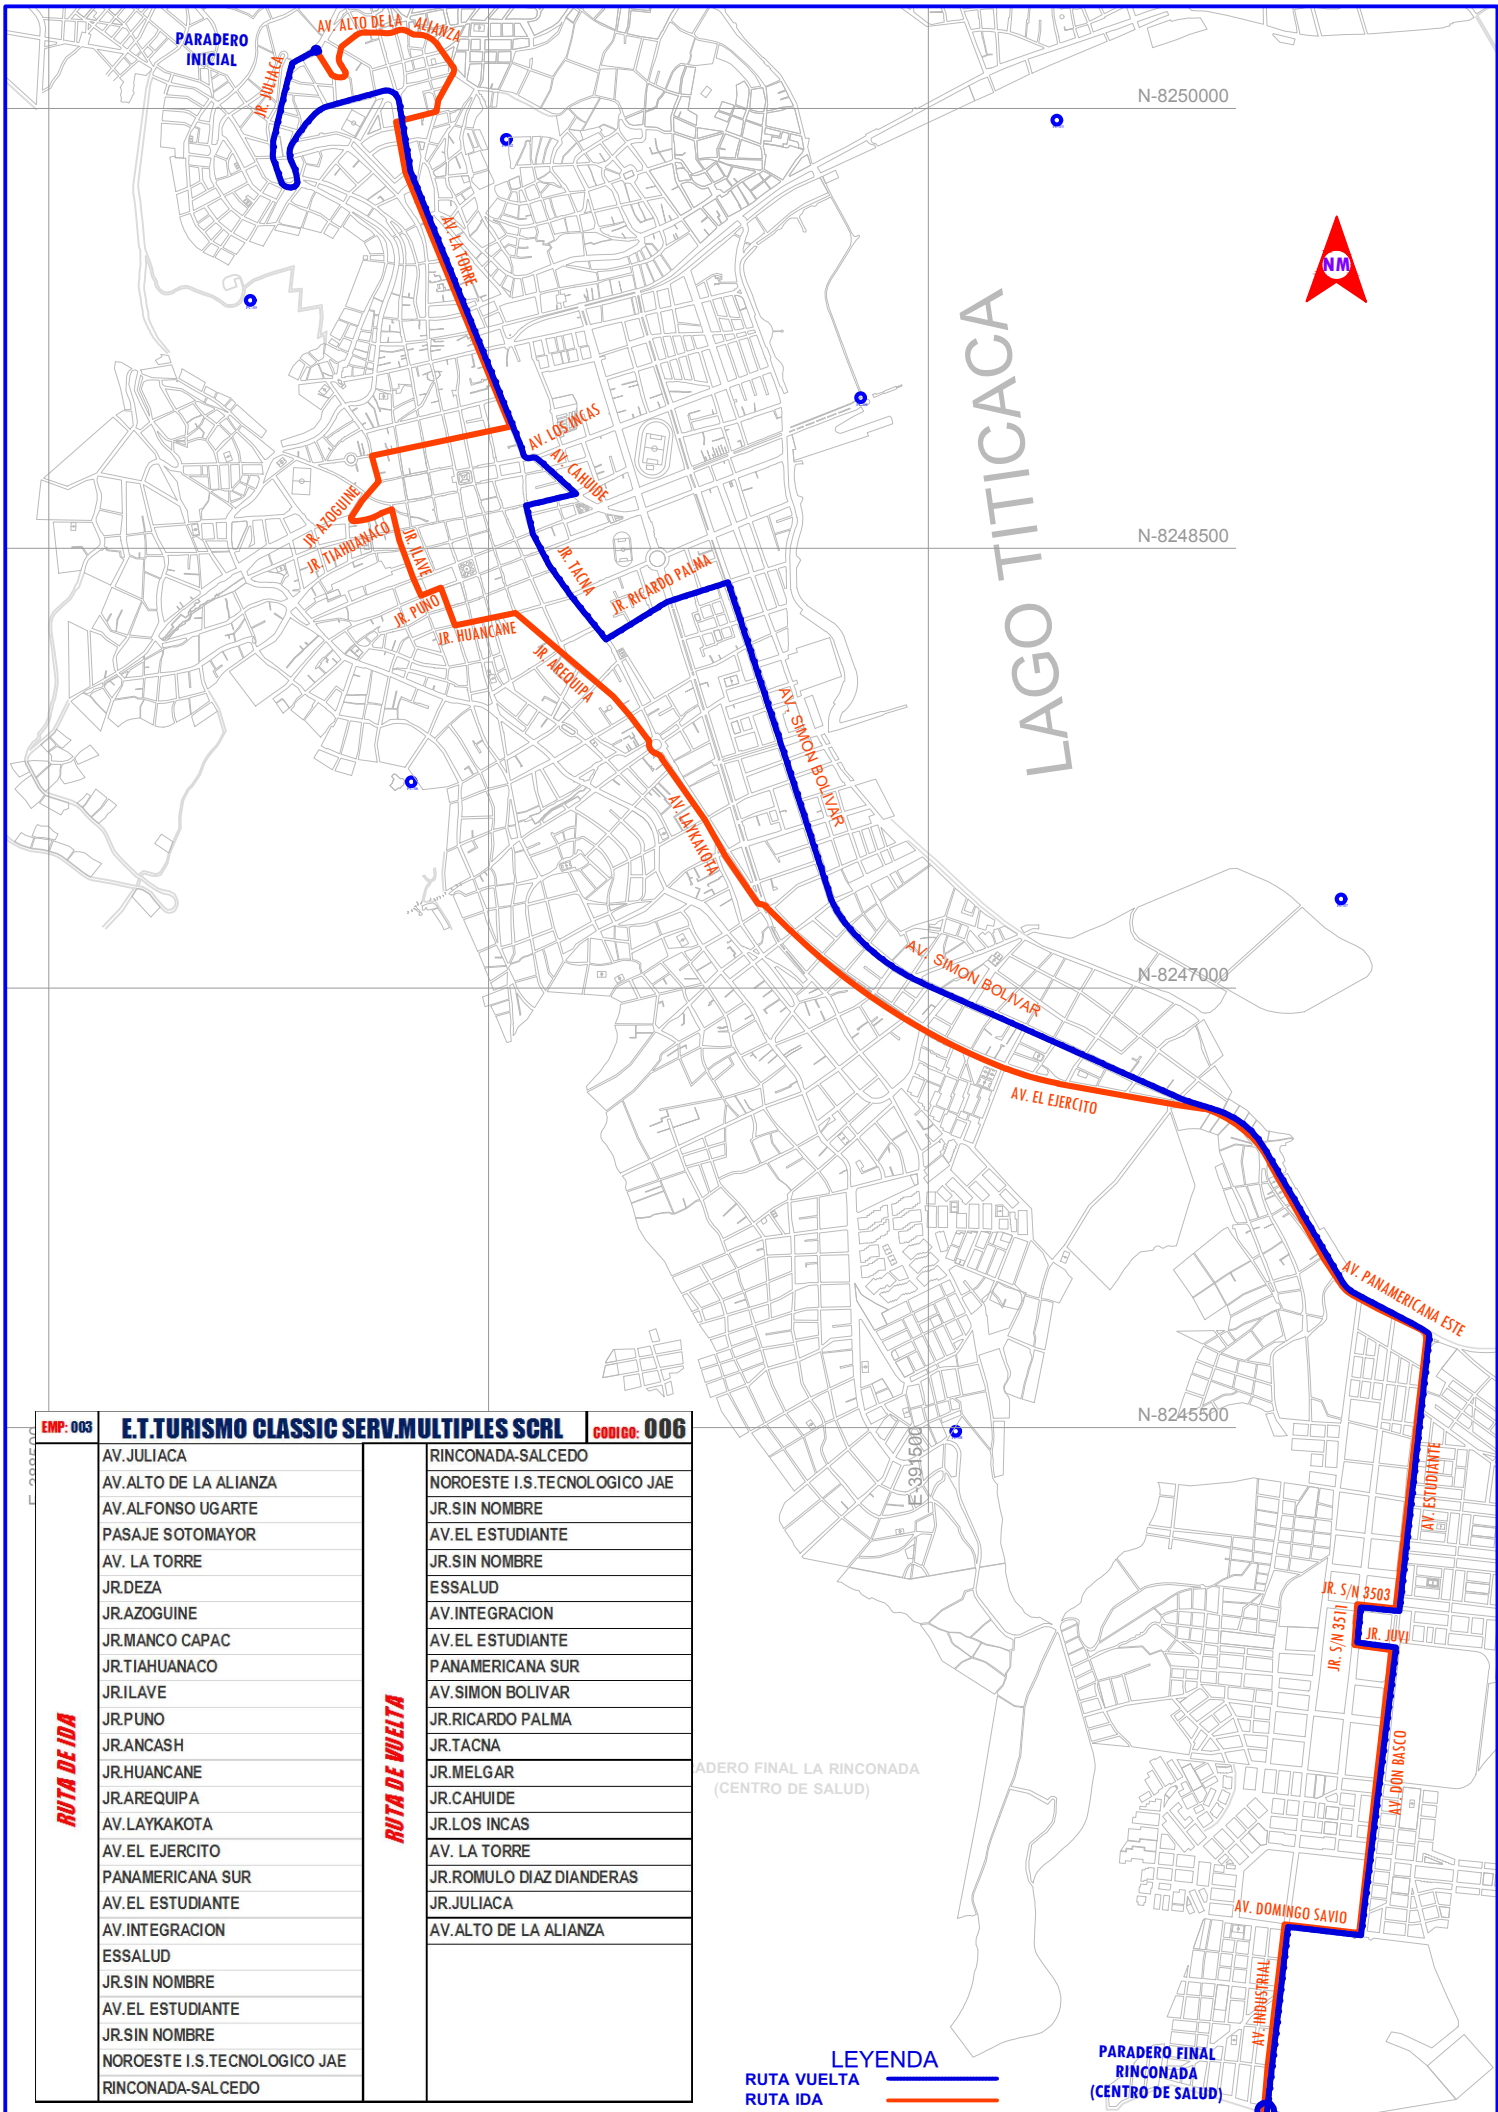 PARADERO
INICIAL
AV. ALTO DE LA ALIANZA
JR. JULIACA
N-8250000
AV. LA TORRE
NM
LAGO TITICACA
AV. LOS INCAS
AV. CAHUIDE
JR. AZOGUINE
JR. TIAHUANACO
JR. ILAVE
JR. PUNO
JR. HUANCANE
JR. TACNA
JR. RICARDO PALMA
N-8248500
JR. AREQUIPA
AV. SIMON BOLIVAR
AV. LAYKAKOTA
AV. SIMON BOLIVAR
N-8247000
AV. EL EJERCITO
AV. PANAMERICANA ESTE
N-8245500
E-391500
AV. ESTUDIANTE
JR. S/N 3503
JR. S/N 3511
JR. JUVI
AV. DON BASCO
AV. DOMINGO SAVIO
AV. INDUSTRIAL
EMP: 003
E.T.TURISMO CLASSIC SERV.MULTIPLES SCRL
CODIGO: 006
RUTA DE IDA
AV.JULIACA
AV.ALTO DE LA ALIANZA
AV.ALFONSO UGARTE
PASAJE SOTOMAYOR
AV. LA TORRE
JR.DEZA
JR.AZOGUINE
JR.MANCO CAPAC
JR.TIAHUANACO
JR.ILAVE
JR.PUNO
JR.ANCASH
JR.HUANCANE
JR.AREQUIPA
AV.LAYKAKOTA
AV.EL EJERCITO
PANAMERICANA SUR
AV.EL ESTUDIANTE
AV.INTEGRACION
ESSALUD
JR.SIN NOMBRE
AV.EL ESTUDIANTE
JR.SIN NOMBRE
NOROESTE I.S.TECNOLOGICO JAE
RINCONADA-SALCEDO
RUTA DE VUELTA
RINCONADA-SALCEDO
NOROESTE I.S.TECNOLOGICO JAE
JR.SIN NOMBRE
AV.EL ESTUDIANTE
JR.SIN NOMBRE
ESSALUD
AV.INTEGRACION
AV.EL ESTUDIANTE
PANAMERICANA SUR
AV.SIMON BOLIVAR
JR.RICARDO PALMA
JR.TACNA
JR.MELGAR
JR.CAHUIDE
JR.LOS INCAS
AV. LA TORRE
JR.ROMULO DIAZ DIANDERAS
JR.JULIACA
AV.ALTO DE LA ALIANZA
ADERO FINAL LA RINCONADA
(CENTRO DE SALUD)
LEYENDA
RUTA VUELTA
RUTA IDA
PARADERO FINAL
RINCONADA
(CENTRO DE SALUD)